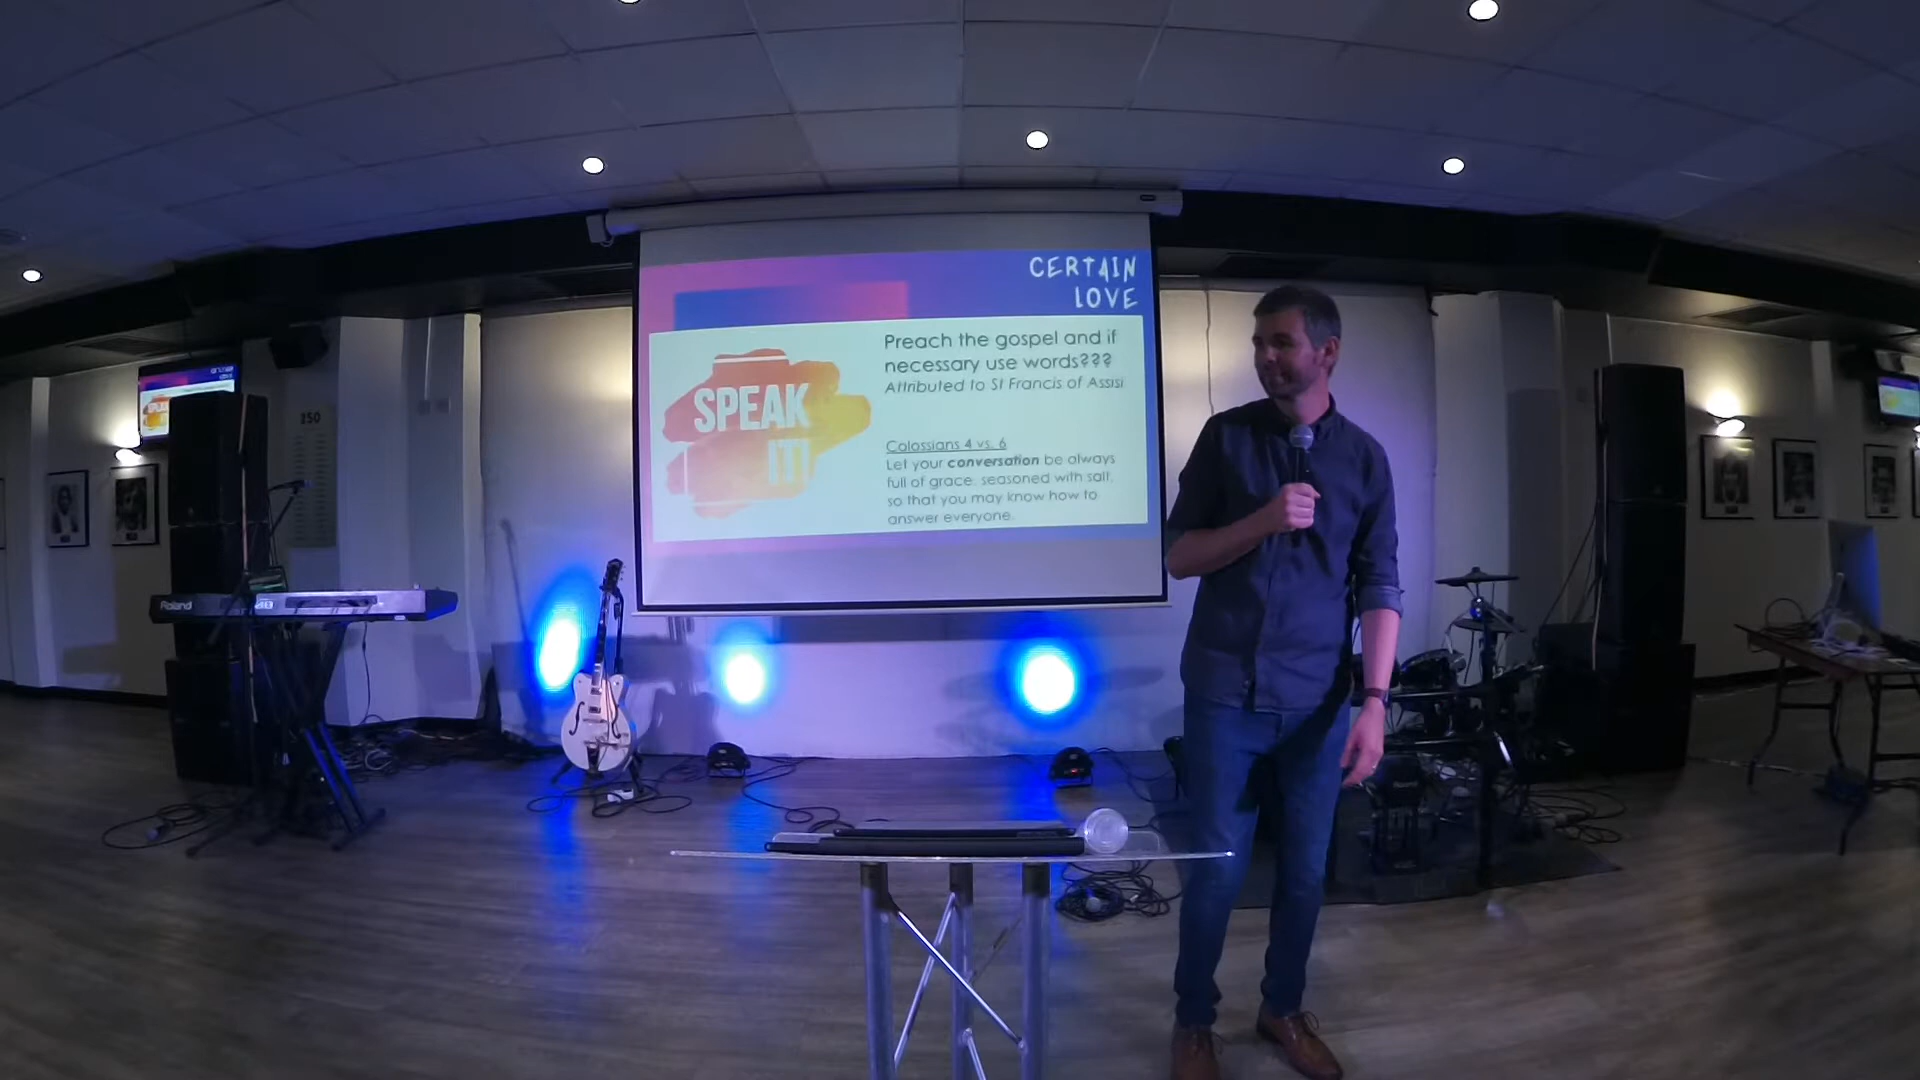 CERTAIN
LOVE
SPEAK
IT!
Preach the gospel and if
necessary use words???
Attributed to St Francis of Assisi
Colossians 4 vs. 6
Let your conversation be always
full of grace, seasoned with salt,
so that you may know how to
answer everyone.
250
Roland